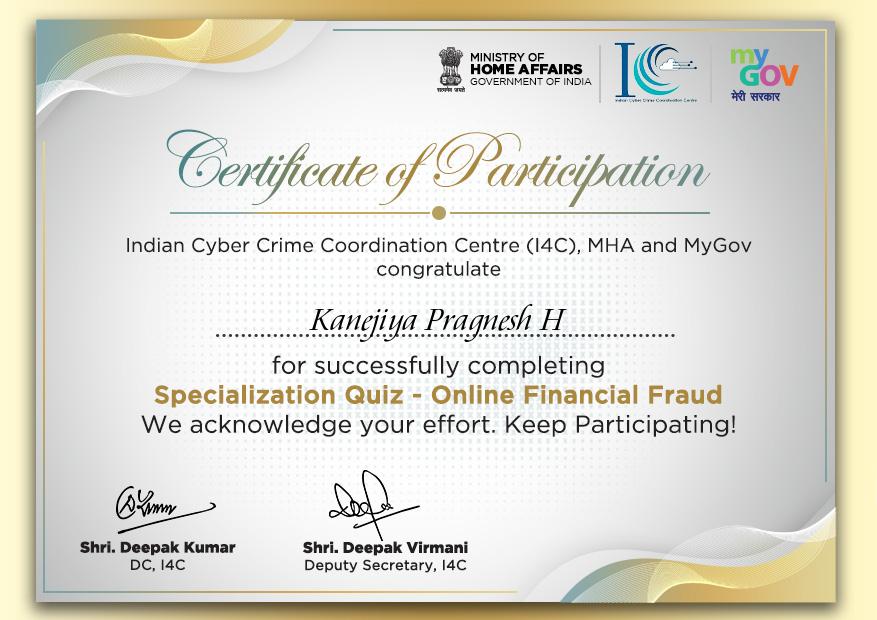 MINISTRY OF
HOME AFFAIRS
GOVERNMENT OF INDIA
सत्यमेव जयते
ICC
Indian Cyber Crime Coordination Centre
my
GOV
मेरी सरकार
Certificate of Participation
Indian Cyber Crime Coordination Centre (I4C), MHA and MyGov
congratulate
Kanejiya Pragnesh H
for successfully completing
Specialization Quiz - Online Financial Fraud
We acknowledge your effort. Keep Participating!
Shri. Deepak Kumar
DC, I4C
Shri. Deepak Virmani
Deputy Secretary, I4C